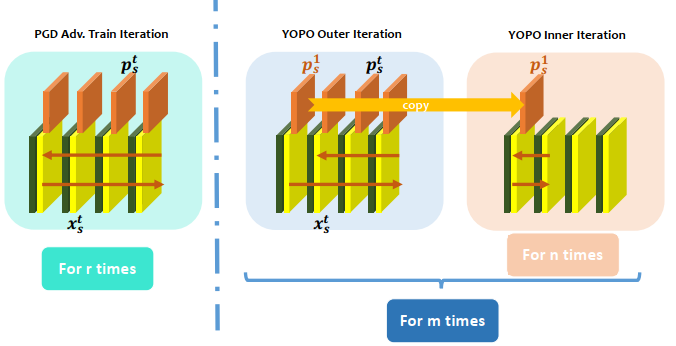 PGD Adv. Train Iteration
YOPO Outer Iteration
YOPO Inner Iteration
p_s^t
p_s^1
p_s^t
p_s^1
copy
x_s^t
x_s^t
For r times
For n times
For m times